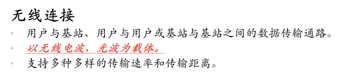 无线连接
用户与基站、用户与用户或基站与基站之间的数据传输通路。
以无线电波、光波为载体。
支持多种多样的传输速率和传输距离。